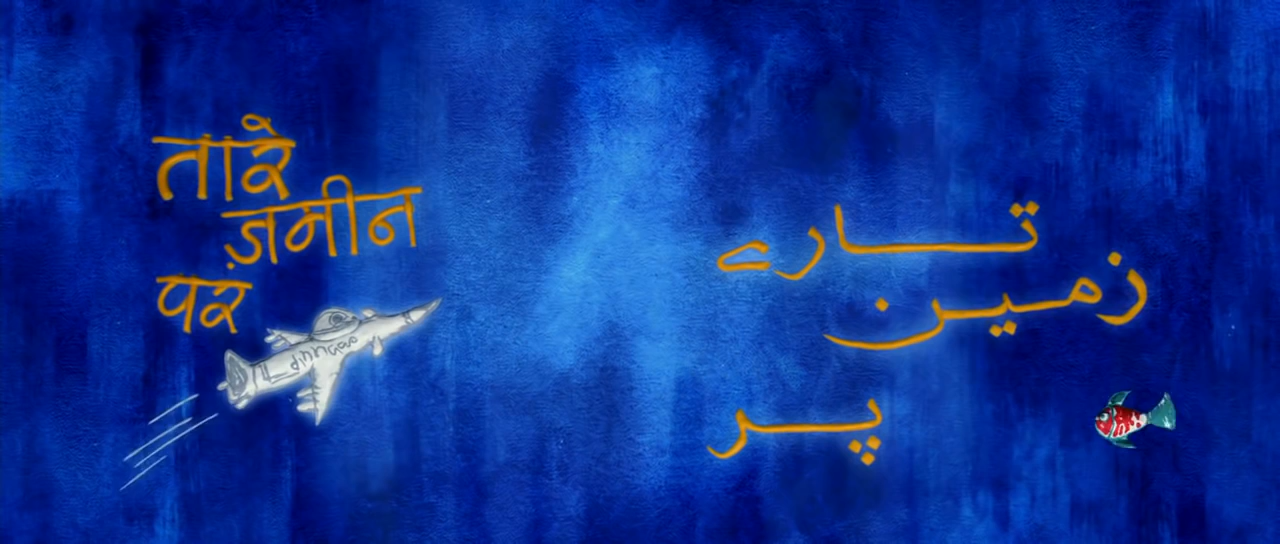 तारे
ज़मीन
पर
تارے
زمین
پر